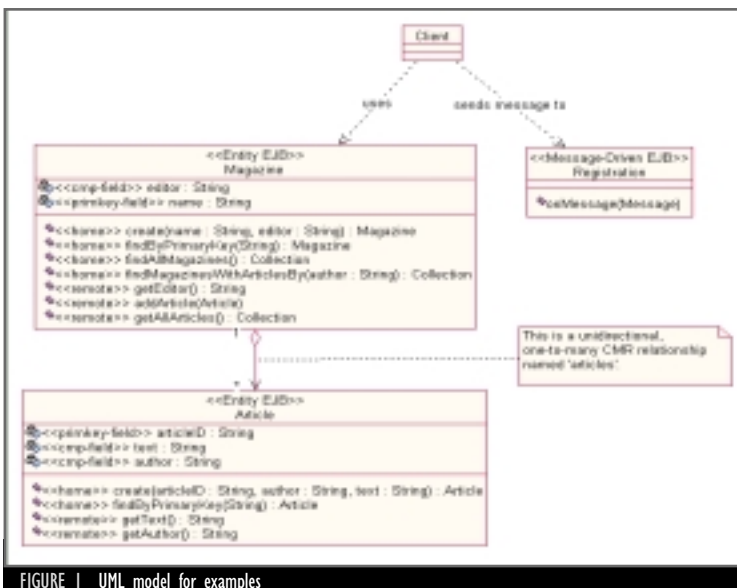 Client
uses
sends message to
<<Entity EJB>>
Magazine
<<cmp-field>> editor : String
<<primkey-field>> name : String
<<home>> create(name : String, editor : String) : Magazine
<<home>> findByPrimaryKey(String) : Magazine
<<home>> findAllMagazines() : Collection
<<home>> findMagazinesWithArticlesBy(author : String) : Collection
<<remote>> getEditor() : String
<<remote>> addArticle(Article)
<<remote>> getAllArticles() : Collection
<<Message-Driven EJB>>
Registration
onMessage(Message)
1
This is a unidirectional,
one-to-many CMR relationship
named 'articles'.
*
<<Entity EJB>>
Article
<<primkey-field>> articleID : String
<<cmp-field>> text : String
<<cmp-field>> author : String
<<home>> create(articleID : String, author : String, text : String) : Article
<<home>> findByPrimaryKey(String) : Article
<<remote>> getText() : String
<<remote>> getAuthor() : String
FIGURE 1 UML model for examples